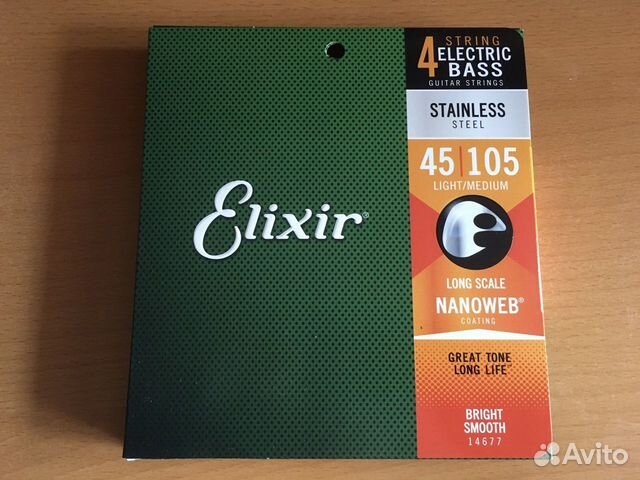 Elixir®
4 STRING
ELECTRIC
BASS
GUITAR STRINGS
STAINLESS
STEEL
45|105
LIGHT/MEDIUM
LONG SCALE
NANOWEB®
COATING
GREAT TONE
LONG LIFE™
BRIGHT
SMOOTH
14677
Avito